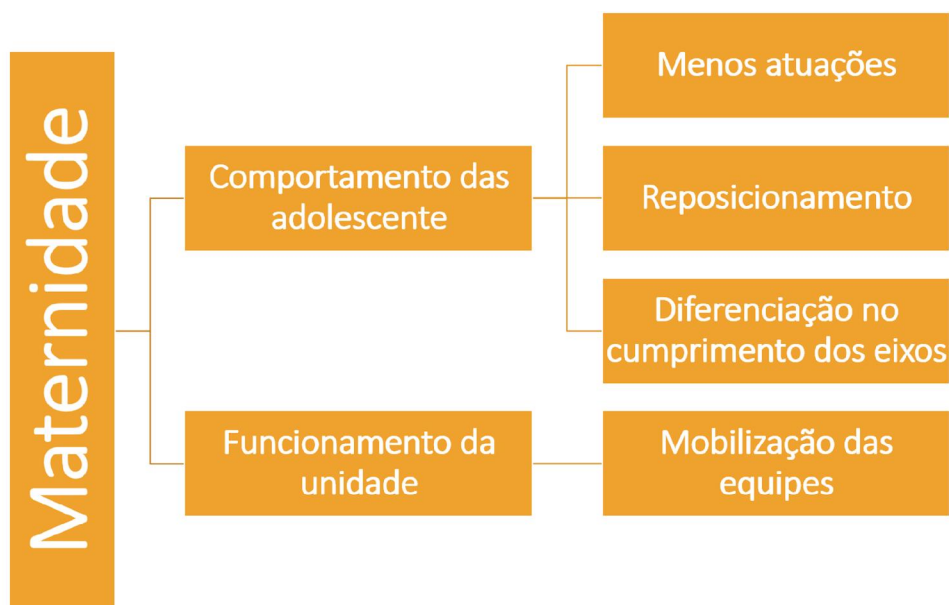 Maternidade
Comportamento das
adolescente
Menos atuações
Reposicionamento
Diferenciação no
cumprimento dos eixos
Funcionamento da
unidade
Mobilização das
equipes